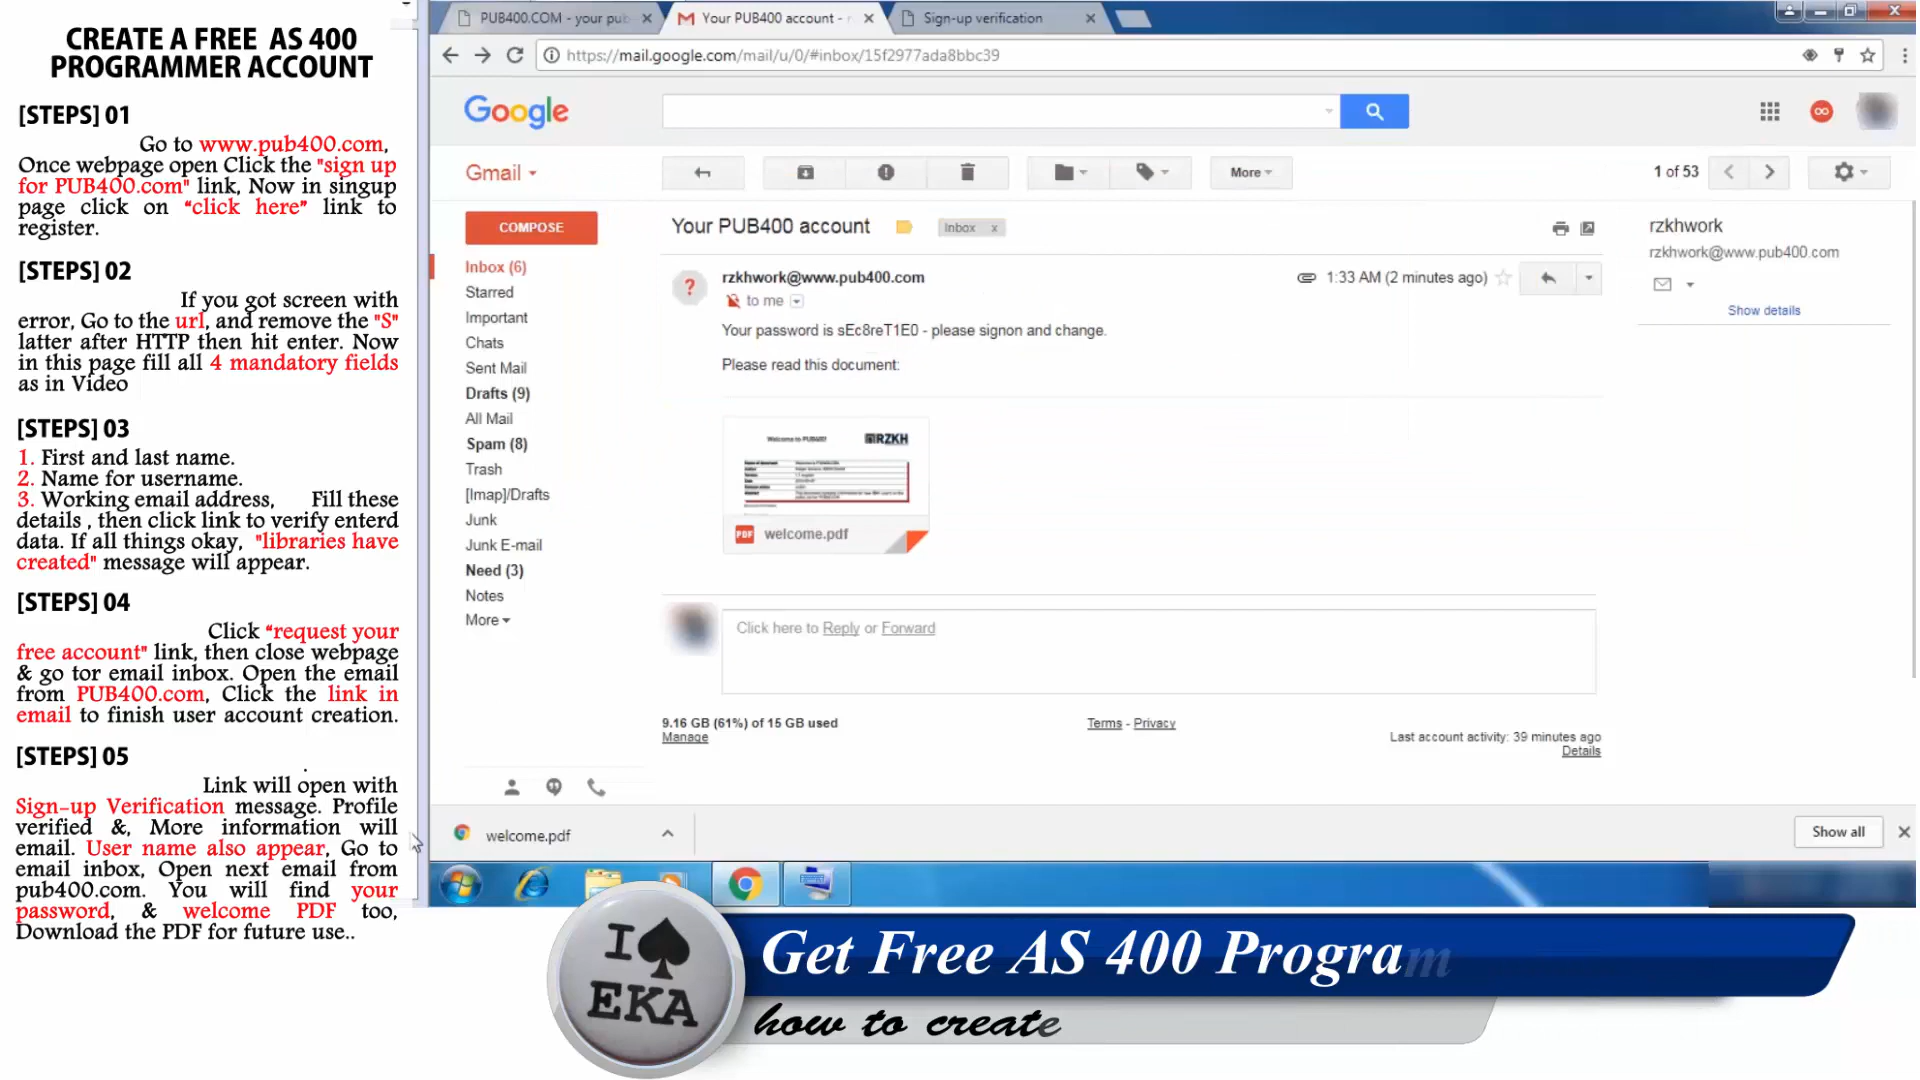 CREATE A FREE AS 400
PROGRAMMER ACCOUNT
[STEPS] 01
Go to www.pub400.com,
Once webpage open Click the "sign up
for PUB400.com" link, Now in singup
page click on “click here” link to
register.
[STEPS] 02
If you got screen with
error, Go to the url, and remove the "S"
latter after HTTP then hit enter. Now
in this page fill all 4 mandatory fields
as in Video
[STEPS] 03
1. First and last name.
2. Name for username.
3. Working email address, Fill these
details , then click link to verify enterd
data. If all things okay, "libraries have
created" message will appear.
[STEPS] 04
Click “request your
free account" link, then close webpage
& go tor email inbox. Open the email
from PUB400.com, Click the link in
email to finish user account creation.
[STEPS] 05
Link will open with
Sign-up Verification message. Profile
verified &, More information will
email. User name also appear, Go to
email inbox, Open next email from
pub400.com. You will find your
password, & welcome PDF too,
Download the PDF for future use..
PUB400.COM - your pub
Your PUB400 account - r
Sign-up verification
https://mail.google.com/mail/u/0/#inbox/15f2977ada8bbc39
Google
Gmail
More
1 of 53
COMPOSE
Inbox (6)
Starred
Important
Chats
Sent Mail
Drafts (9)
All Mail
Spam (8)
Trash
[Imap]/Drafts
Junk
Junk E-mail
Need (3)
Notes
More
Your PUB400 account
Inbox x
rzkhwork@www.pub400.com
1:33 AM (2 minutes ago)
to me
Your password is sEc8reT1E0 - please signon and change.
Please read this document:
Welcome to PUB400!
RZKH
PDF welcome.pdf
Click here to Reply or Forward
9.16 GB (61%) of 15 GB used
Manage
Terms - Privacy
Last account activity: 39 minutes ago
Details
rzkhwork
rzkhwork@www.pub400.com
Show details
welcome.pdf
Show all
I ♠
EKA
Get Free AS 400 Program
how to create